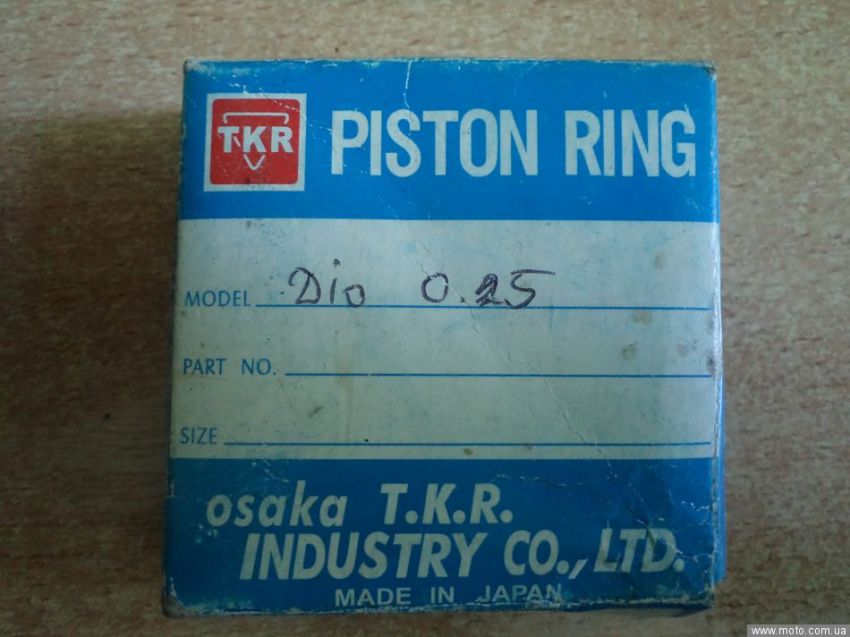 TKR PISTON RING
MODEL Dio 0.25
PART NO.
SIZE
osaka T.K.R.
INDUSTRY CO., LTD.
MADE IN JAPAN
www.moto.com.ua